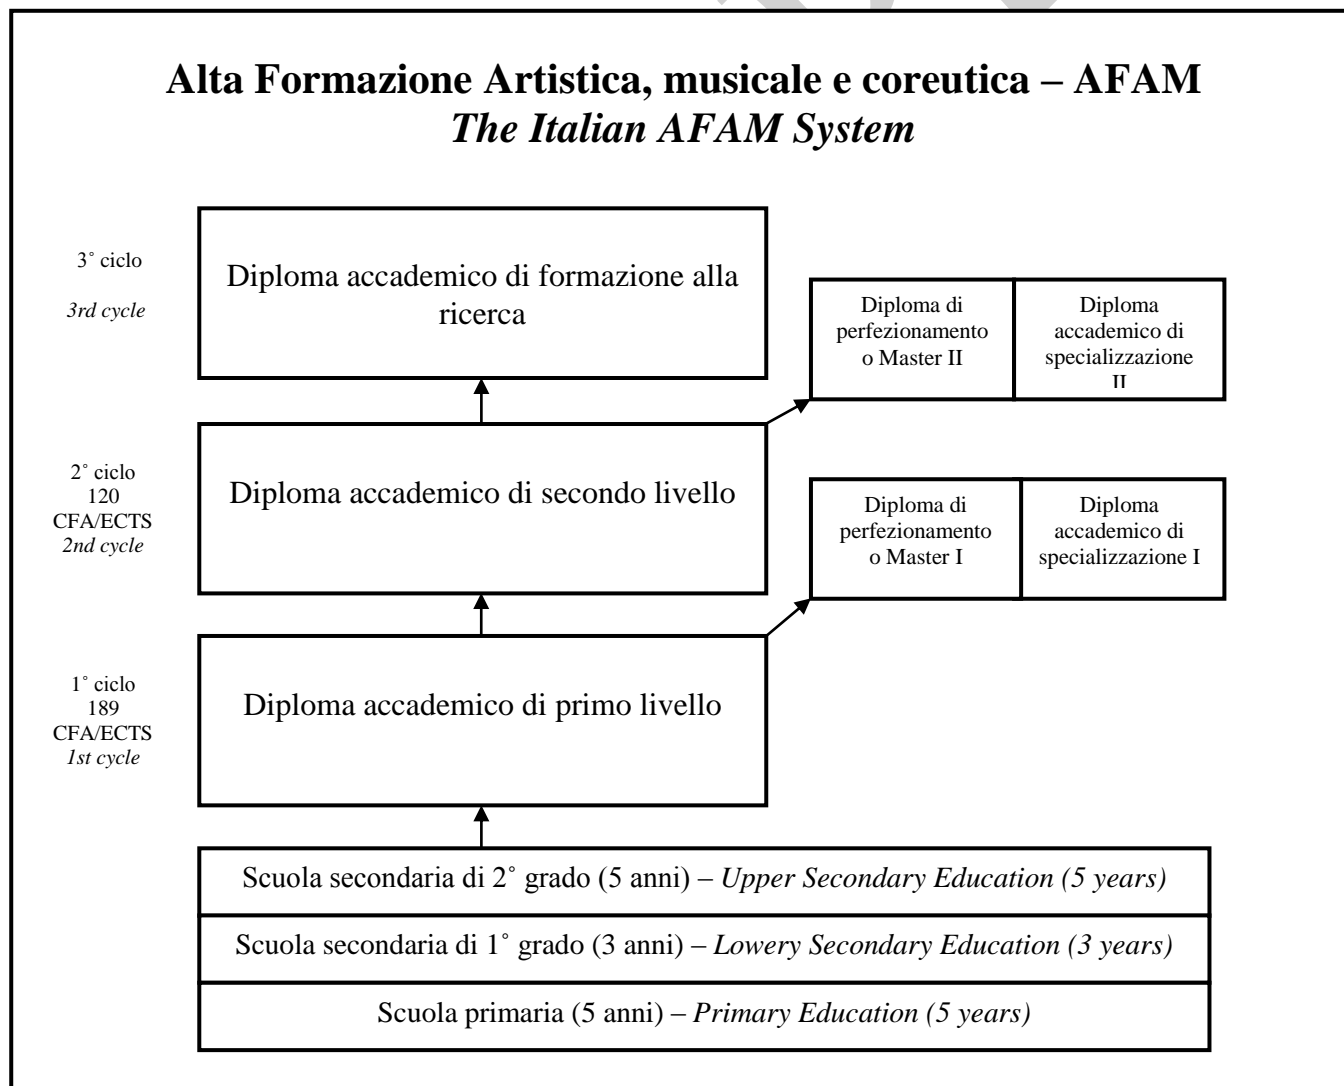 Alta Formazione Artistica, musicale e coreutica – AFAM
The Italian AFAM System
3˚ ciclo
3rd cycle
Diploma accademico di formazione alla
ricerca
Diploma di
perfezionamento
o Master II
Diploma
accademico di
specializzazione
II
2˚ ciclo
120
CFA/ECTS
2nd cycle
Diploma accademico di secondo livello
Diploma di
perfezionamento
o Master I
Diploma
accademico di
specializzazione I
1˚ ciclo
189
CFA/ECTS
1st cycle
Diploma accademico di primo livello
Scuola secondaria di 2˚ grado (5 anni) – Upper Secondary Education (5 years)
Scuola secondaria di 1˚ grado (3 anni) – Lowery Secondary Education (3 years)
Scuola primaria (5 anni) – Primary Education (5 years)